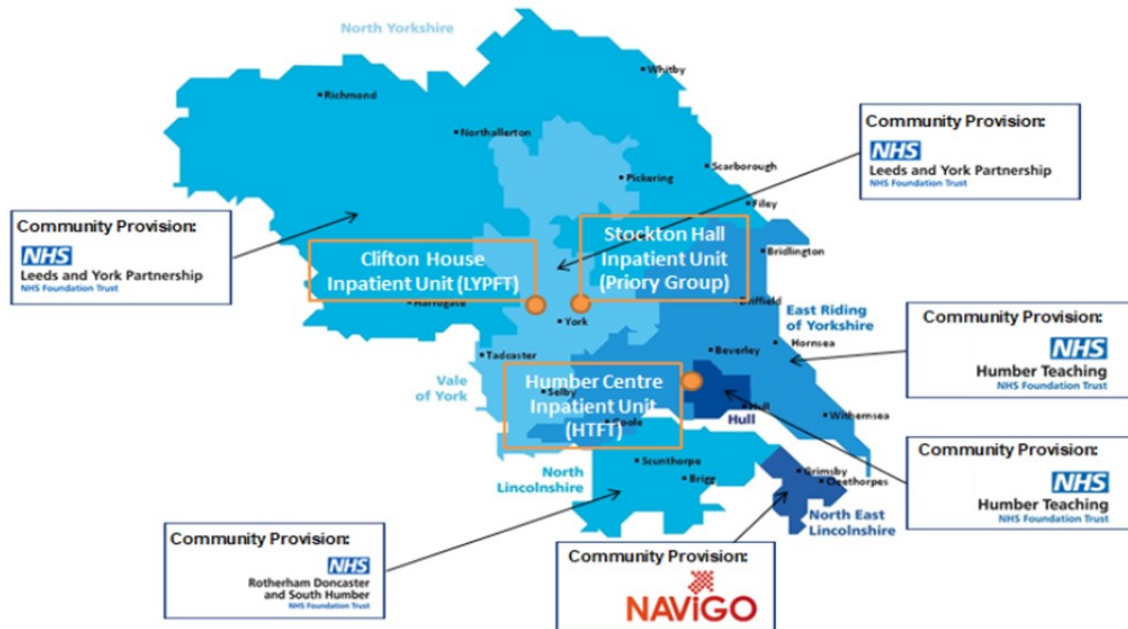 North Yorkshire
Whitby
Richmond
Northallerton
Community Provision:
NHS
Leeds and York Partnership
NHS Foundation Trust
Scarborough
Pickering
Filey
Community Provision:
NHS
Leeds and York Partnership
NHS Foundation Trust
Clifton House
Inpatient Unit (LYPFT)
Stockton Hall
Inpatient Unit
(Priory Group)
Bridlington
Harrogate
Driffield
York
East Riding
of Yorkshire
Hornsea
Community Provision:
NHS
Humber Teaching
NHS Foundation Trust
Tadcaster
Beverley
Vale
of York
Humber Centre
Inpatient Unit
(HTFT)
Selby
Goole
Hull
Hull
Withernsea
Community Provision:
NHS
Humber Teaching
NHS Foundation Trust
North
Lincolnshire
Scunthorpe
Brigg
Grimsby
Cleethorpes
North East
Lincolnshire
Community Provision:
NHS
Rotherham Doncaster
and South Humber
NHS Foundation Trust
Community Provision:
NAViGO